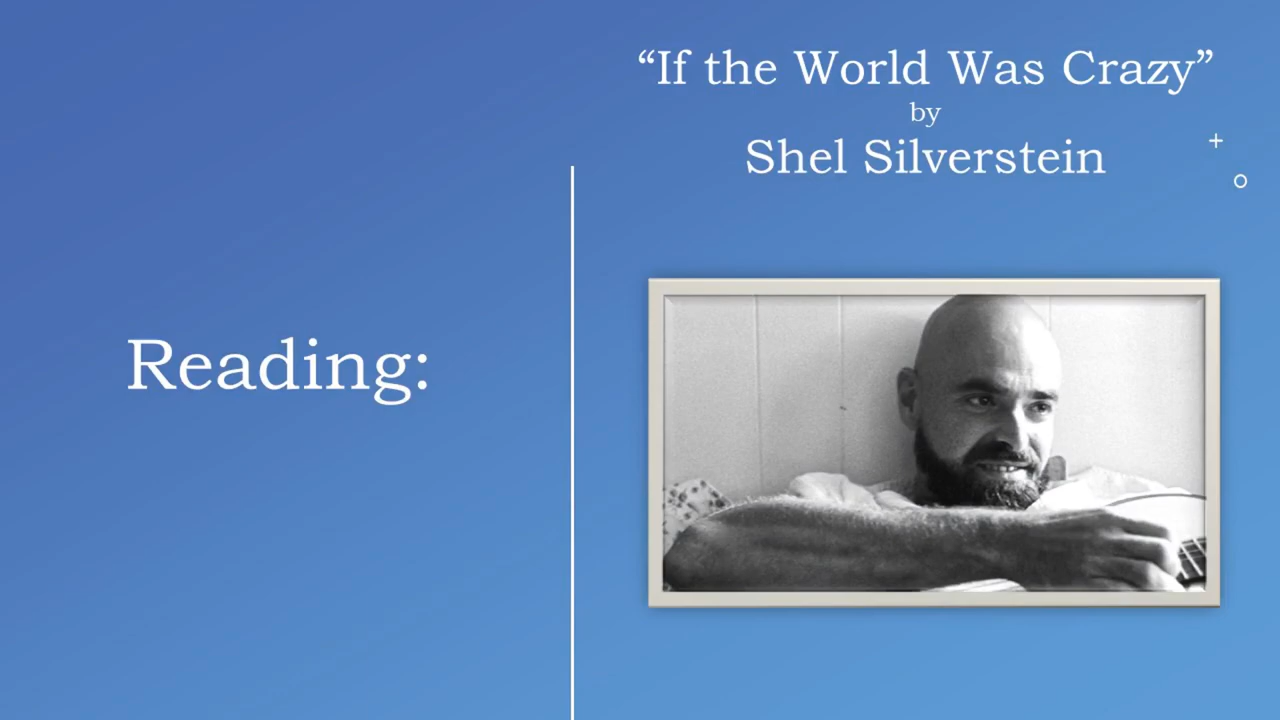 “If the World Was Crazy”
by
Shel Silverstein
Reading: